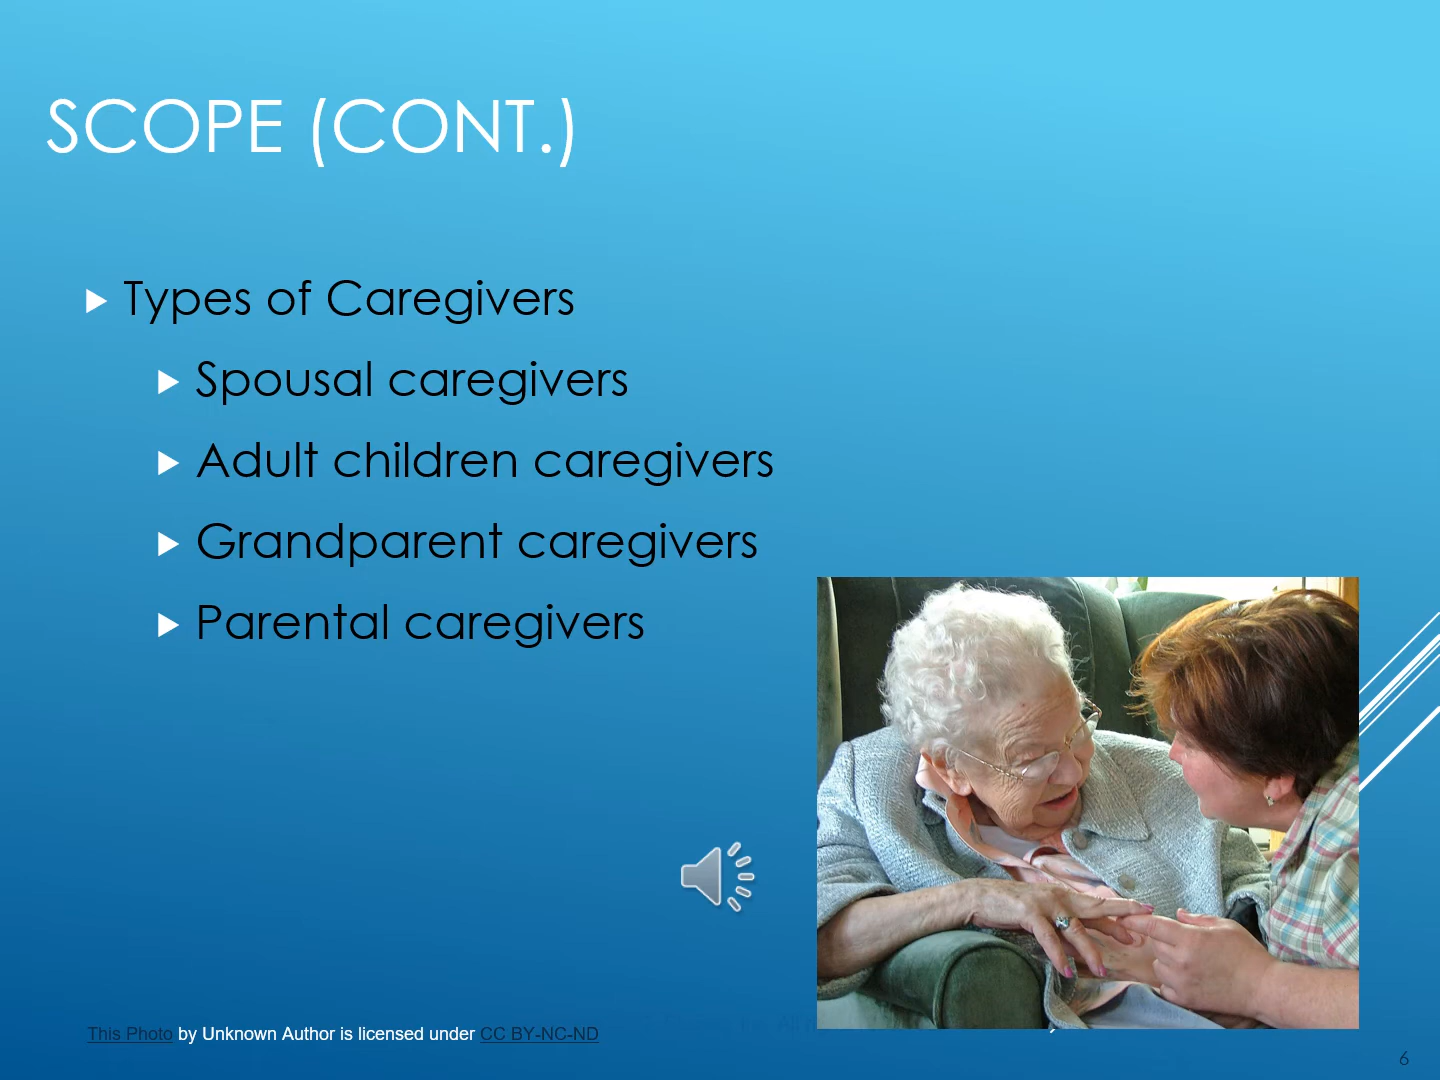 SCOPE (CONT.)
Types of Caregivers
Spousal caregivers
Adult children caregivers
Grandparent caregivers
Parental caregivers
This Photo by Unknown Author is licensed under CC BY-NC-ND
6